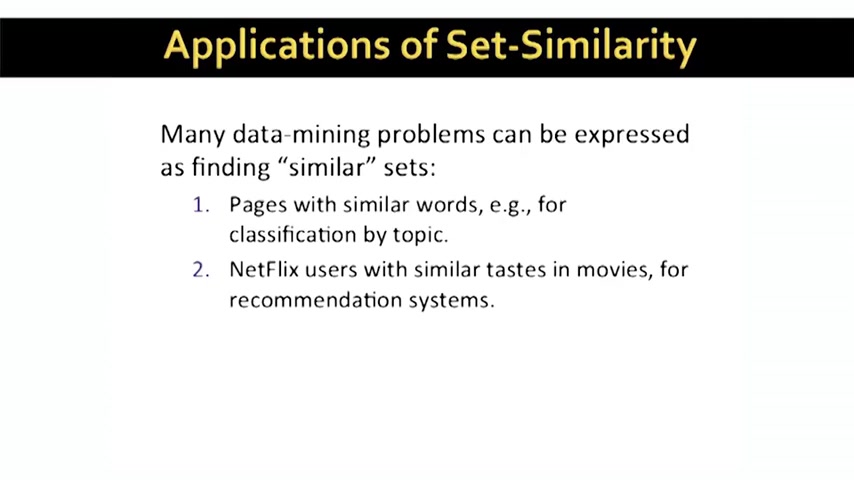 Applications of Set-Similarity
Many data-mining problems can be expressed
as finding “similar” sets:
1. Pages with similar words, e.g., for
classification by topic.
2. NetFlix users with similar tastes in movies, for
recommendation systems.